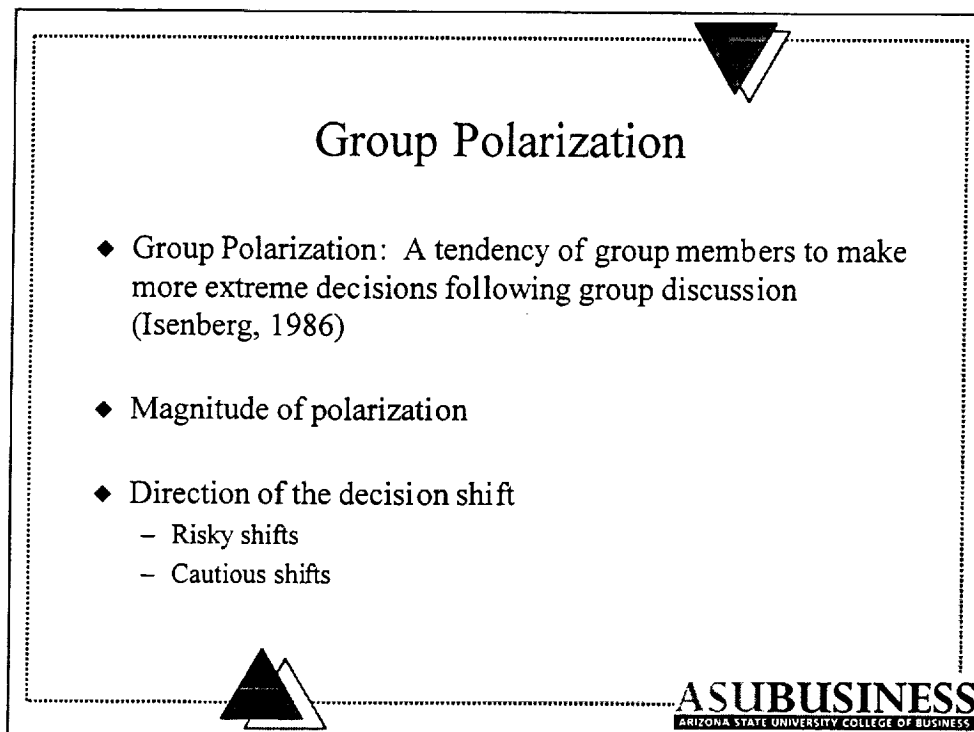 Group Polarization
◆ Group Polarization: A tendency of group members to make
more extreme decisions following group discussion
(Isenberg, 1986)
◆ Magnitude of polarization
◆ Direction of the decision shift
– Risky shifts
– Cautious shifts
ASUBUSINESS
ARIZONA STATE UNIVERSITY COLLEGE OF BUSINESS